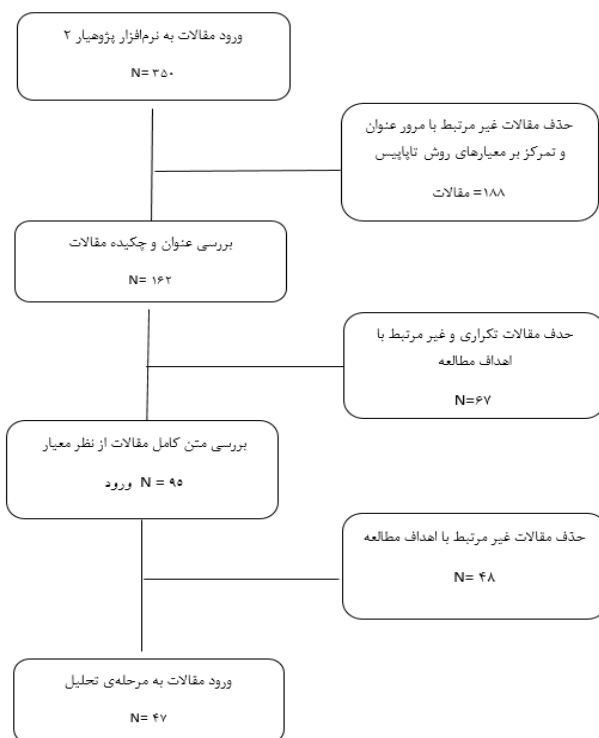 ورود مقالات به نرم‌افزار پژوهیار ۲
N= ۳۵۰
حذف مقالات غیر مرتبط با مرور عنوان
و تمرکز بر معیارهای روش تاپاپیس
۱۸۸= مقالات
بررسی عنوان و چکیده مقالات
N= ۱۶۲
حدف مقالات تکراری و غیر مرتبط با
اهداف مطالعه
N=۶۷
بررسی متن کامل مقالات از نظر معیار
ورود N = ۹۵
حذف مقالات غیر مرتبط با اهداف مطالعه
N= ۴۸
ورود مقالات به مرحله‌ی تحلیل
N= ۴۷